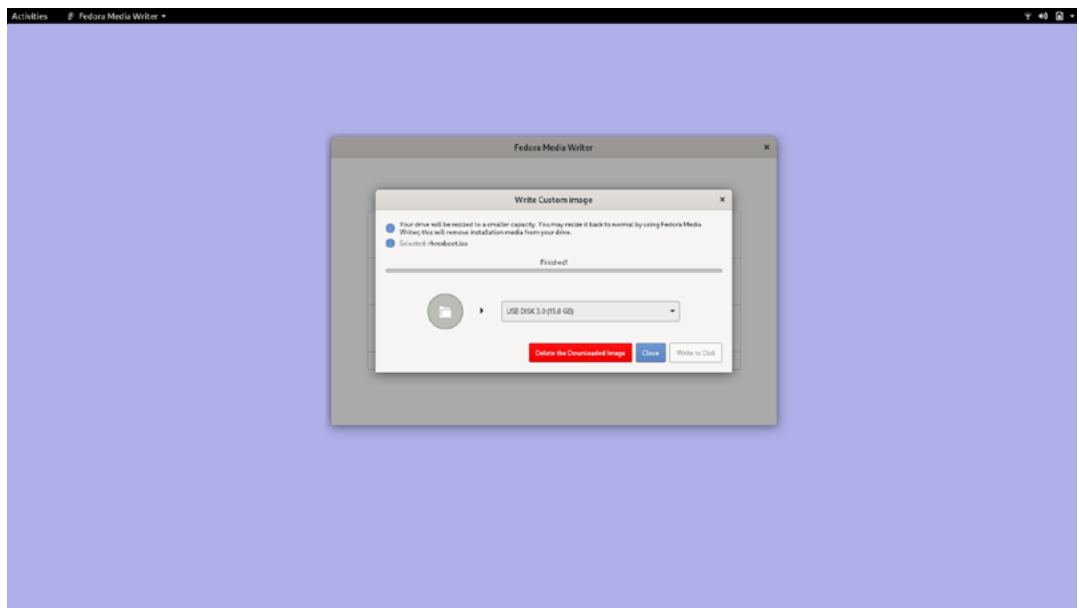 Activities Fedora Media Writer
Fedora Media Writer
Write Custom image
Your drive will be resized to a smaller capacity. You may resize it back to normal by using Fedora Media
Writer; this will remove installation media from your drive.
Selected:
Finished!
USB DISK 3.0 (15.8 GB)
Delete the Downloaded Image Close Write to Disk